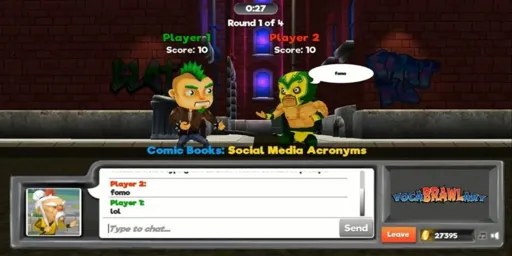 0:27
Round 1 of 4
Player 1
Score: 10
Player 2
Score: 10
fomo
Comic Books: Social Media Acronyms
Player 2:
fomo
Player 1:
lol
Type to chat...
Send
VOCABRAWLARY
Leave
27395